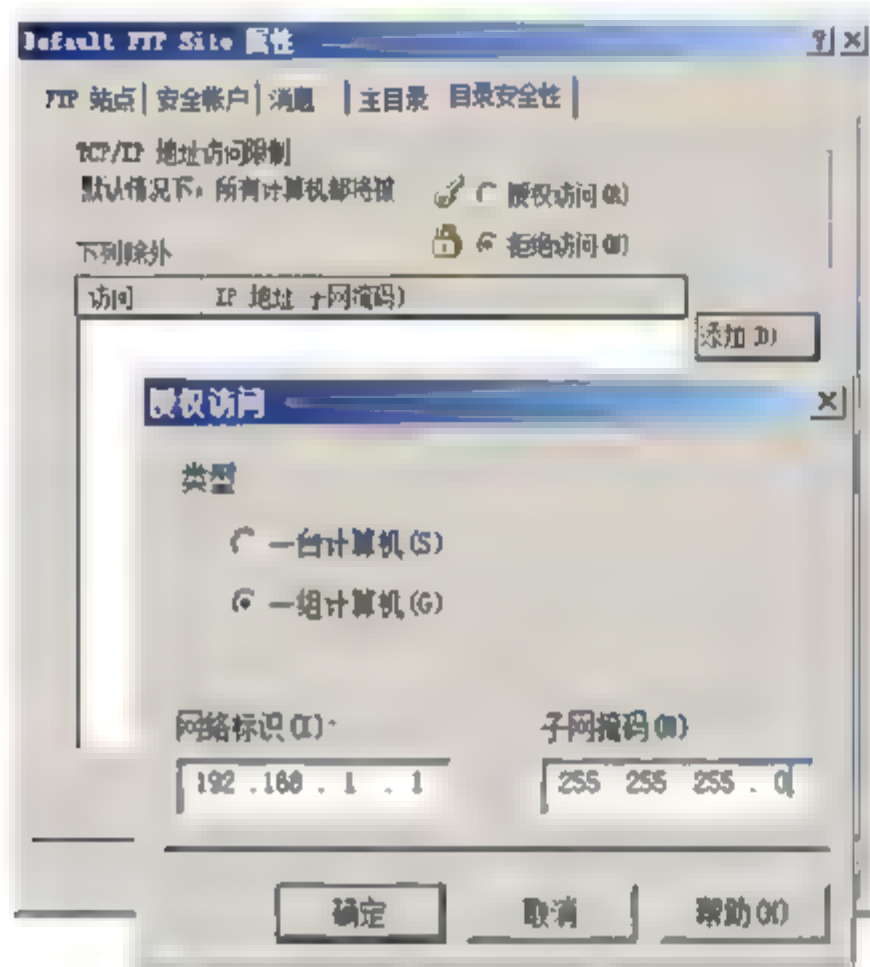 Default FTP Site 属性
FTP 站点 安全帐户 消息 主目录 目录安全性
TCP/IP 地址访问限制
默认情况下，所有计算机都将被
授权访问(R)
拒绝访问(N)
下列除外
访问 IP 地址 子网掩码)
添加(D)
授权访问
类型
一台计算机(S)
一组计算机(G)
网络标识(I)
子网掩码(M)
192 .168 . 1 . 1
255 255 255 . 0
确定 取消 帮助(H)